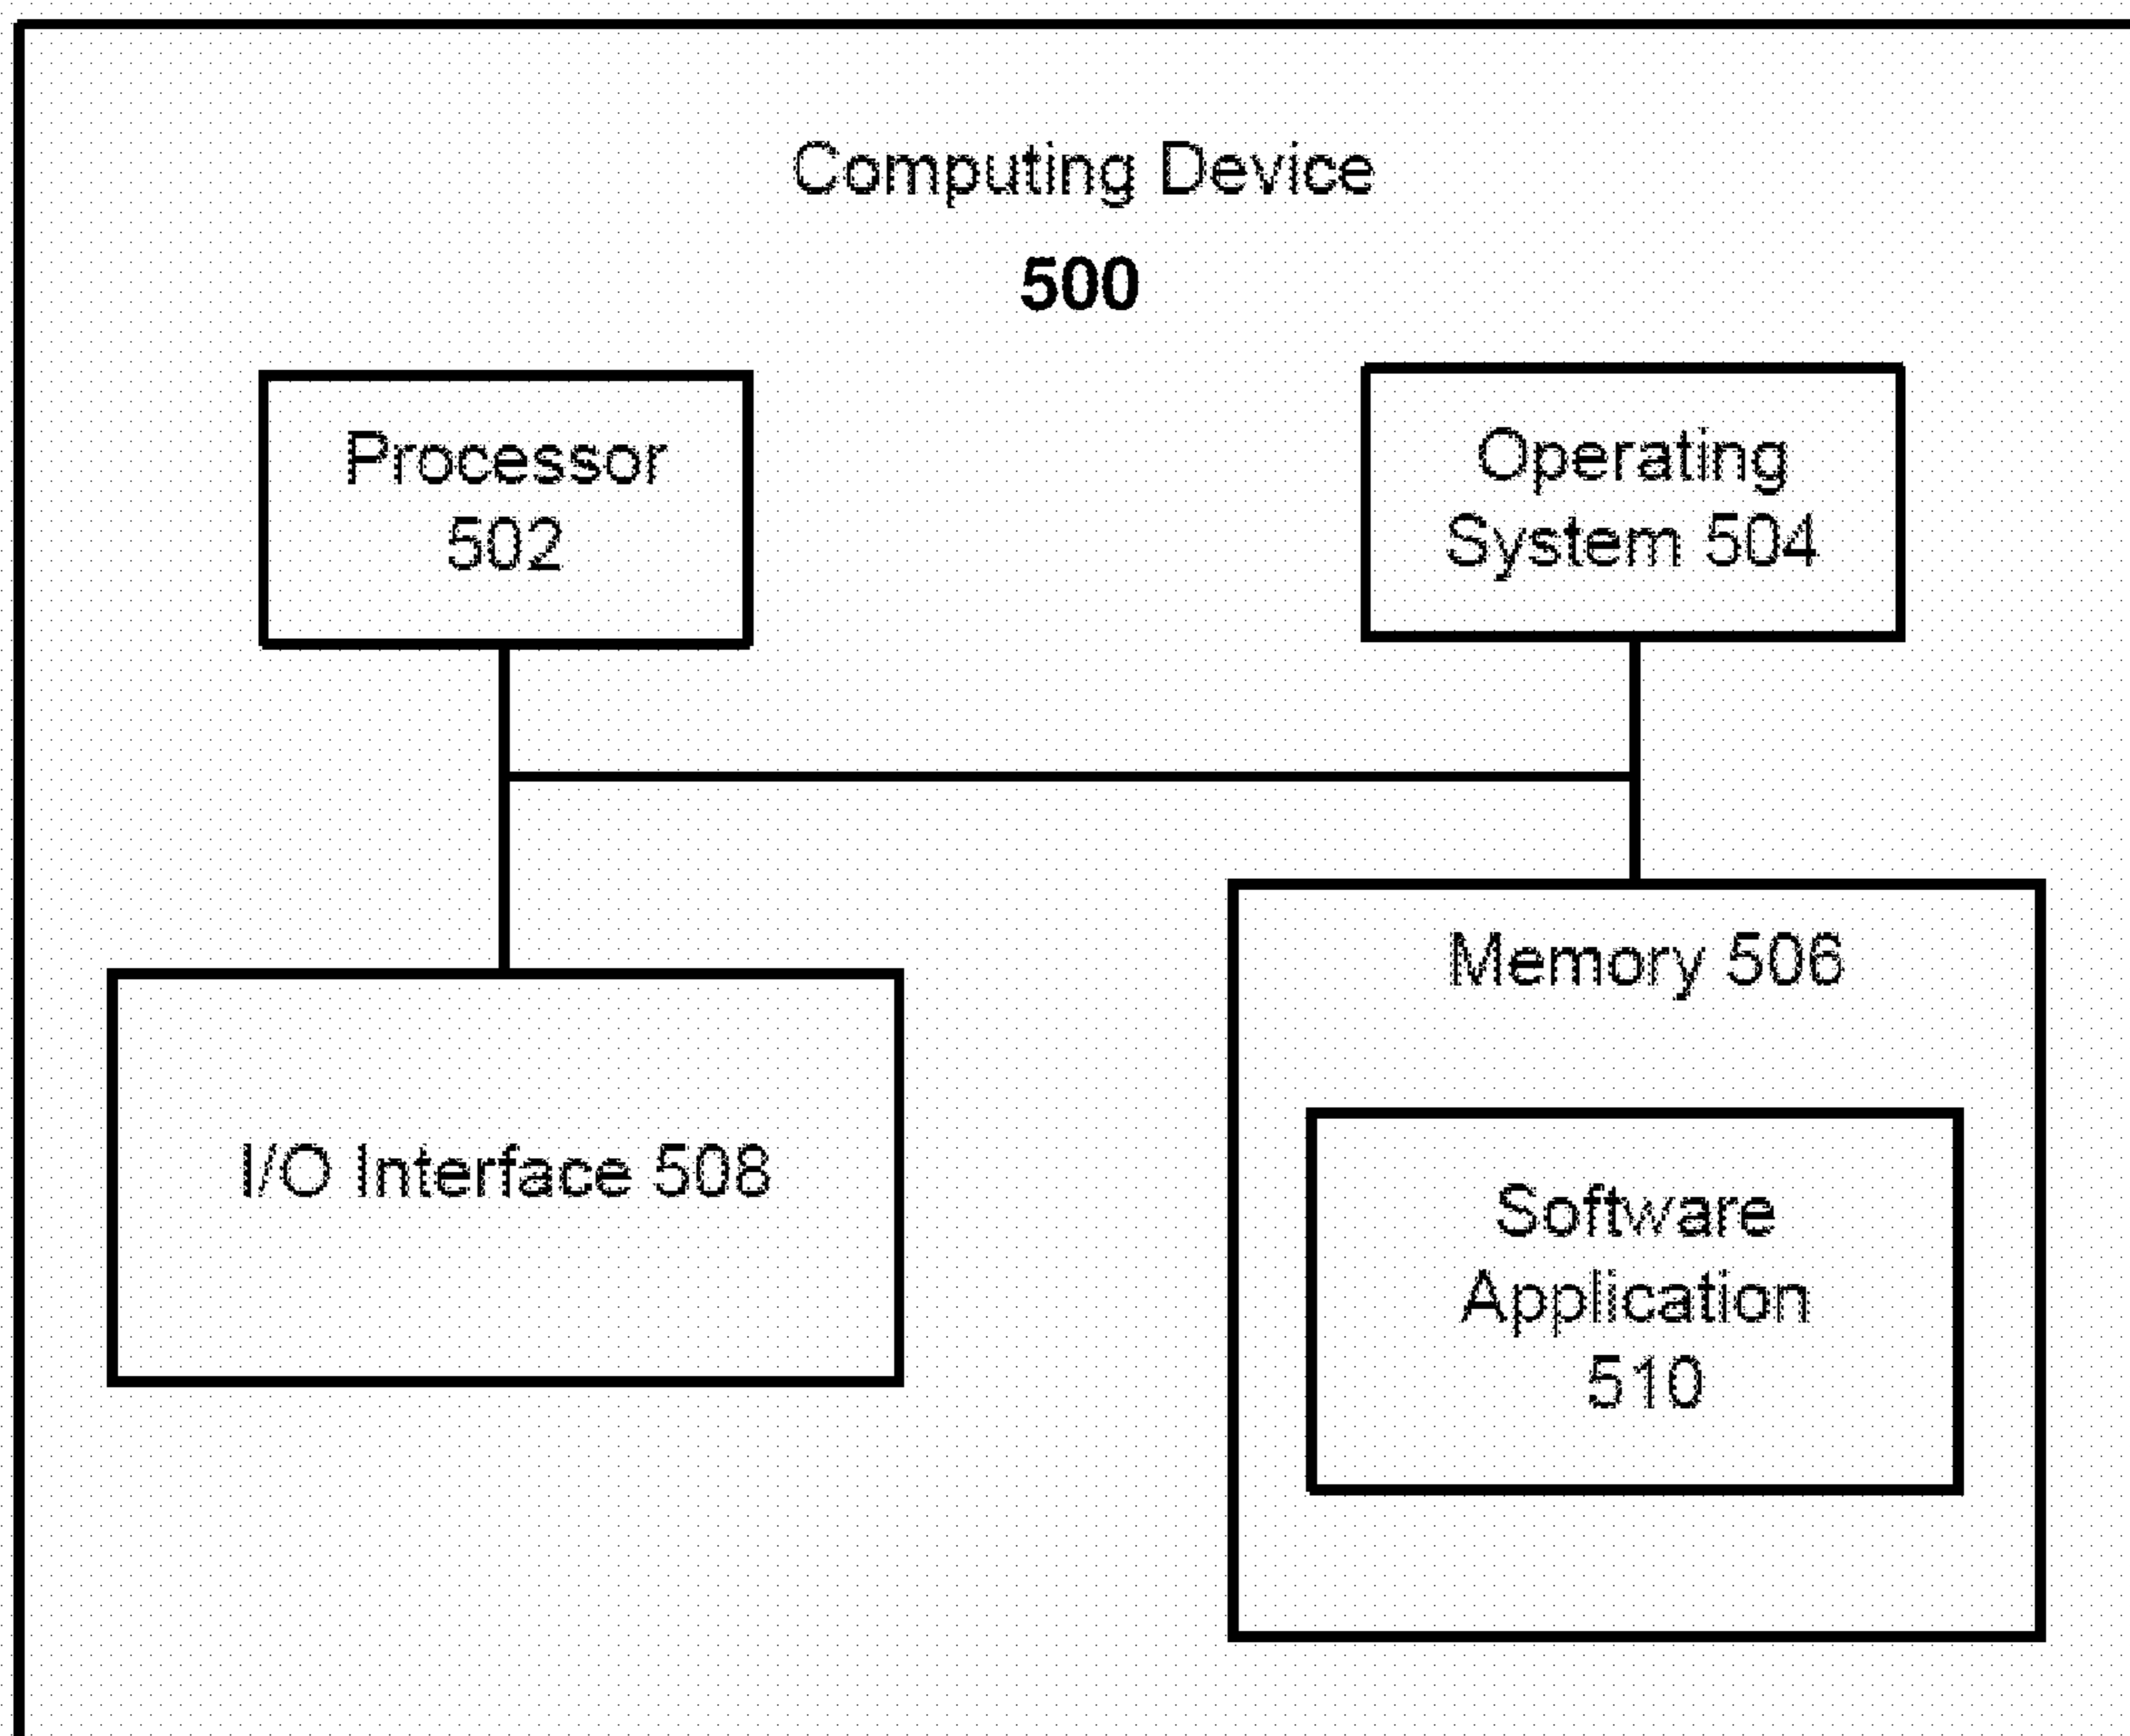 Computing Device
500
Processor
502
Operating
System 504
I/O Interface 508
Memory 506
Software
Application
510